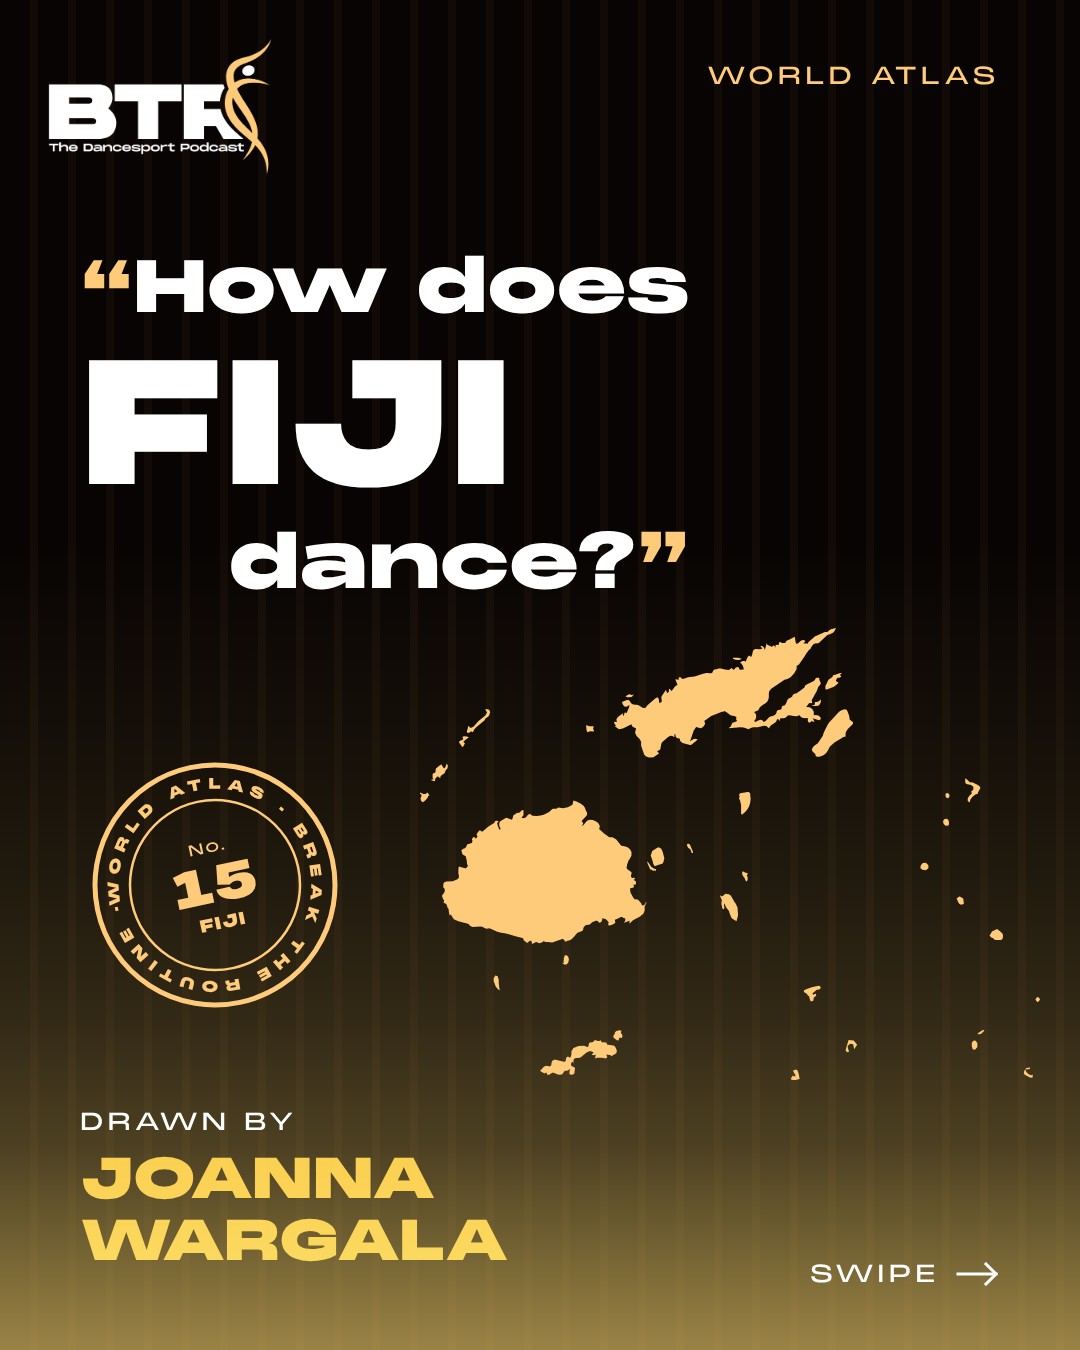 BTR
The Dancesport Podcast
WORLD ATLAS
“How does
FIJI
dance?”
WORLD ATLAS · BREAK THE ROUTINE ·
No.
15
FIJI
DRAWN BY
JOANNA
WARGALA
SWIPE →